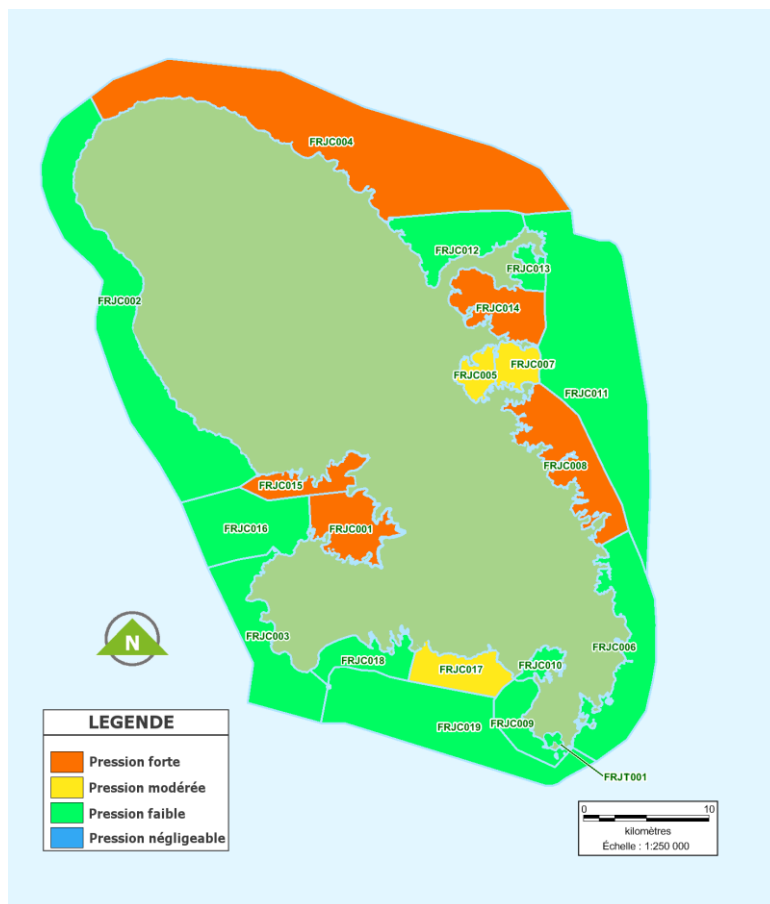 FRJC004
FRJC012
FRJC013
FRJC002
FRJC014
FRJC007
FRJC005
FRJC011
FRJC008
FRJC015
FRJC016
FRJC001
N
FRJC003
FRJC006
FRJC018
FRJC010
FRJC017
FRJC009
FRJC019
FRJT001
LEGENDE
Pression forte
Pression modérée
Pression faible
Pression négligeable
0 10
kilomètres
Échelle : 1:250 000